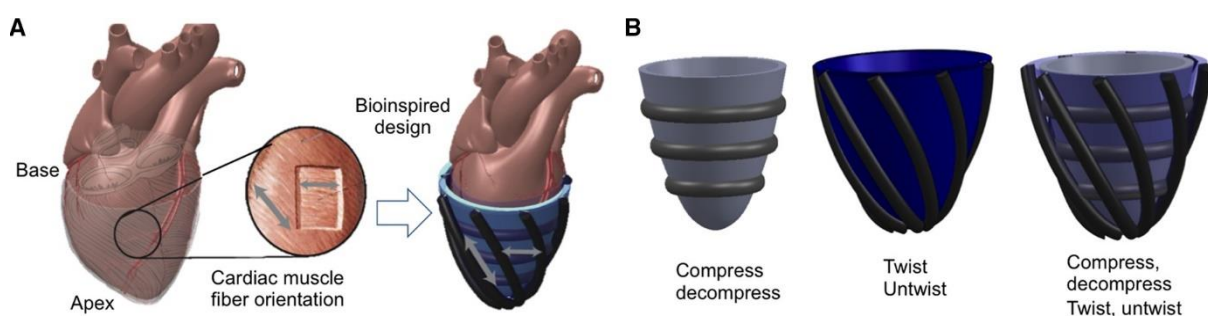 A
Base
Apex
Cardiac muscle
fiber orientation
Bioinspired
design
B
Compress
decompress
Twist
Untwist
Compress,
decompress
Twist, untwist